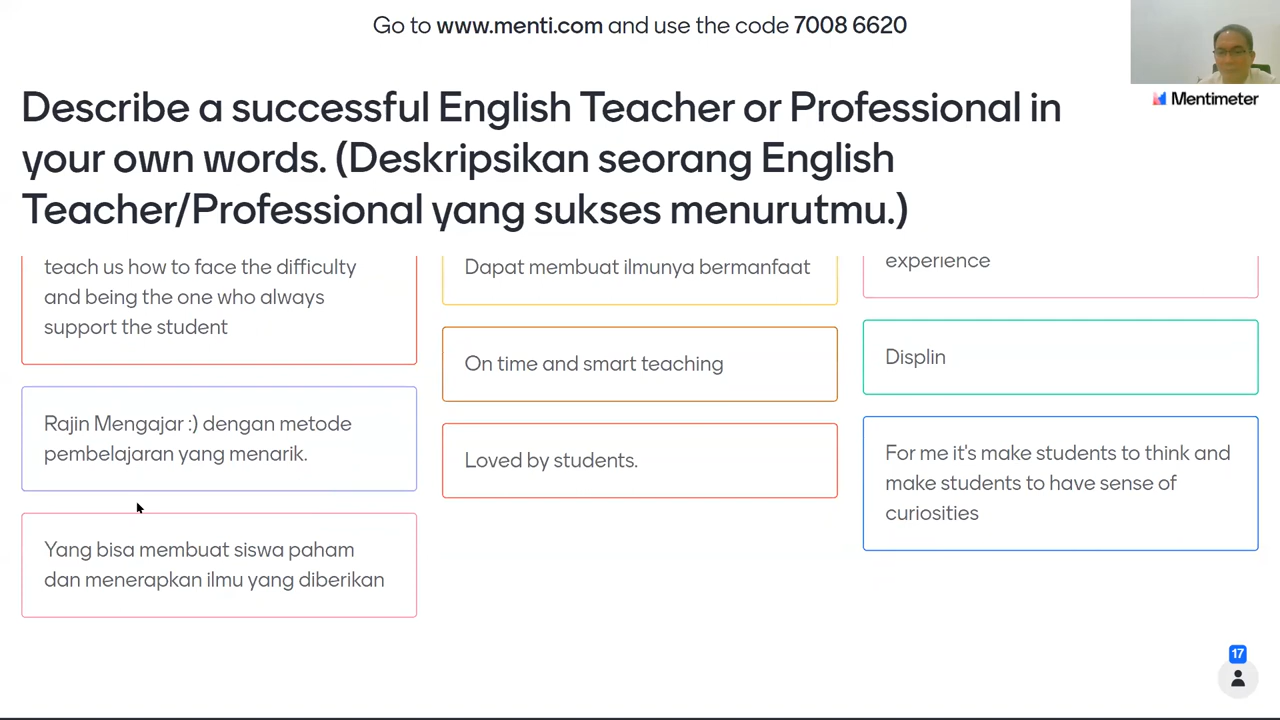 Go to www.menti.com and use the code 7008 6620
Mentimeter
Describe a successful English Teacher or Professional in
your own words. (Deskripsikan seorang English
Teacher/Professional yang sukses menurutmu.)
teach us how to face the difficulty
and being the one who always
support the student
Rajin Mengajar :) dengan metode
pembelajaran yang menarik.
Yang bisa membuat siswa paham
dan menerapkan ilmu yang diberikan
Dapat membuat ilmunya bermanfaat
On time and smart teaching
Loved by students.
experience
Displin
For me it's make students to think and
make students to have sense of
curiosities
17